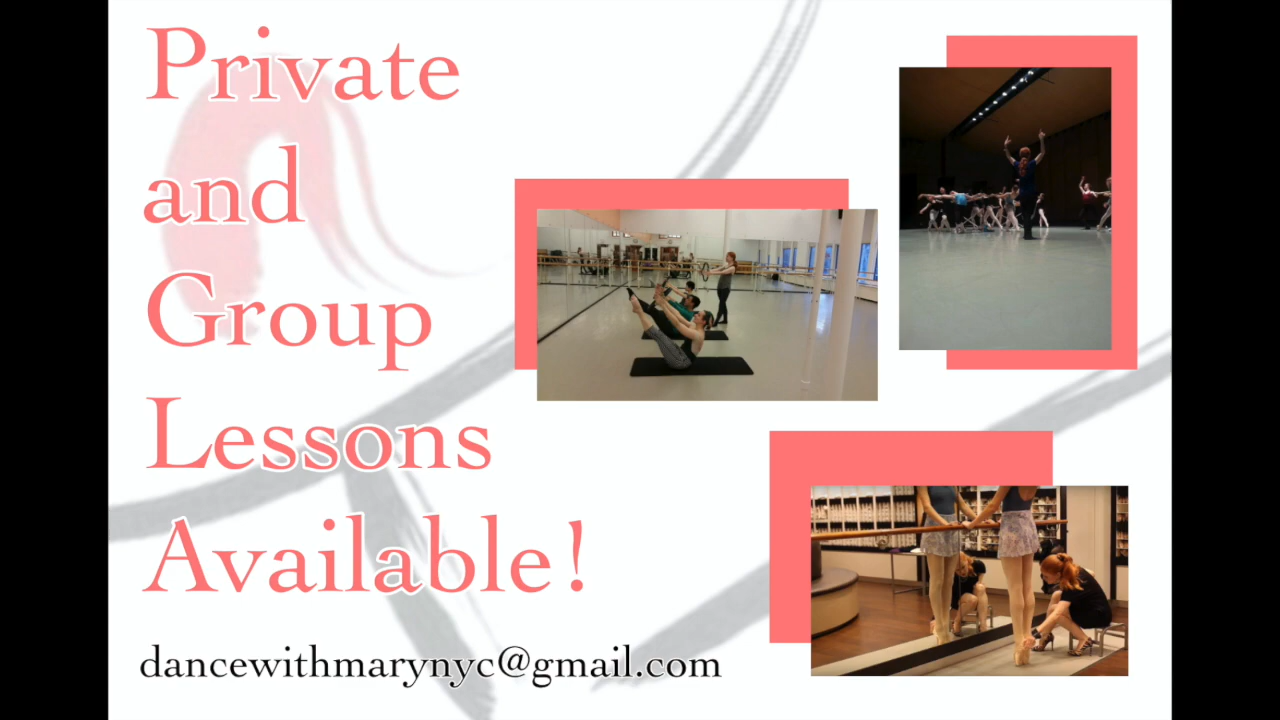 Private
and
Group
Lessons
Available!
dancewithmarynyc@gmail.com